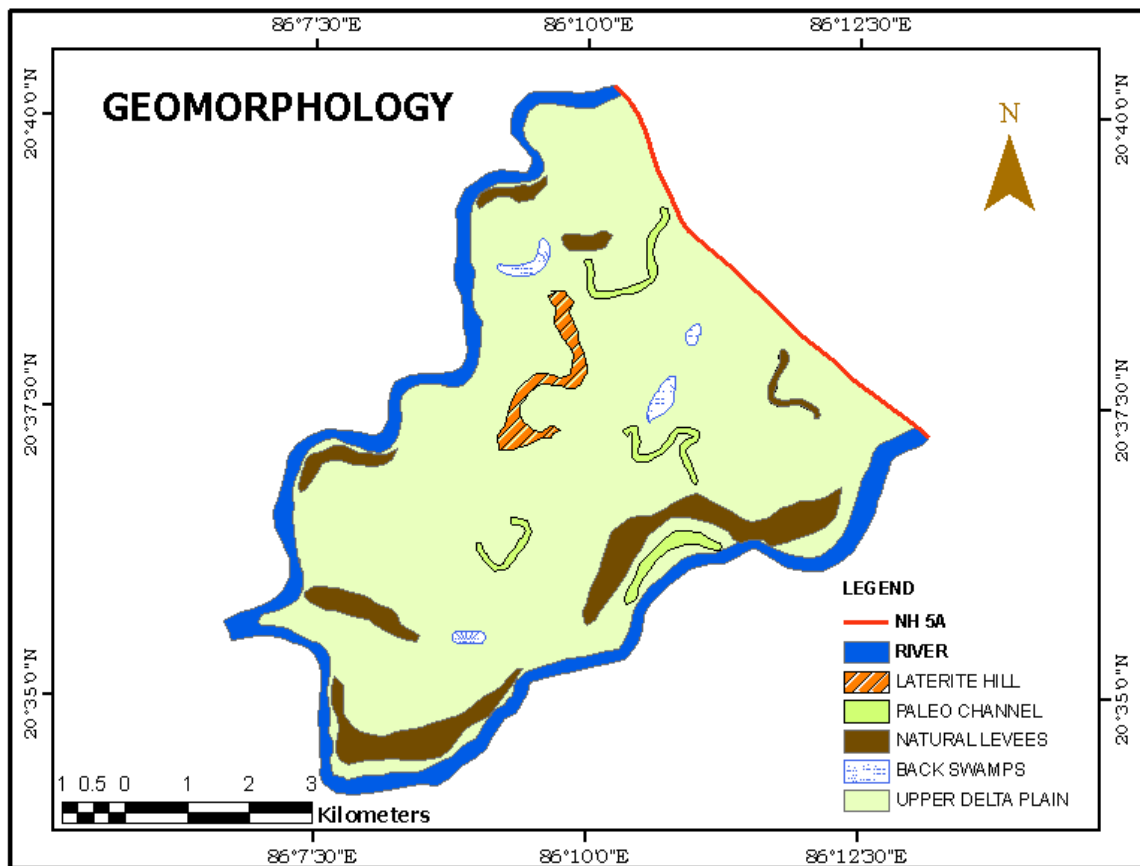 86°7'30"E 86°10'0"E 86°12'30"E
GEOMORPHOLOGY
N
20°40'0"N 20°40'0"N
20°37'30"N 20°37'30"N
20°35'0"N 20°35'0"N
LEGEND
NH 5A
RIVER
LATERITE HILL
PALEO CHANNEL
NATURAL LEVEES
BACK SWAMPS
UPPER DELTA PLAIN
1 0.5 0 1 2 3
Kilometers
86°7'30"E 86°10'0"E 86°12'30"E